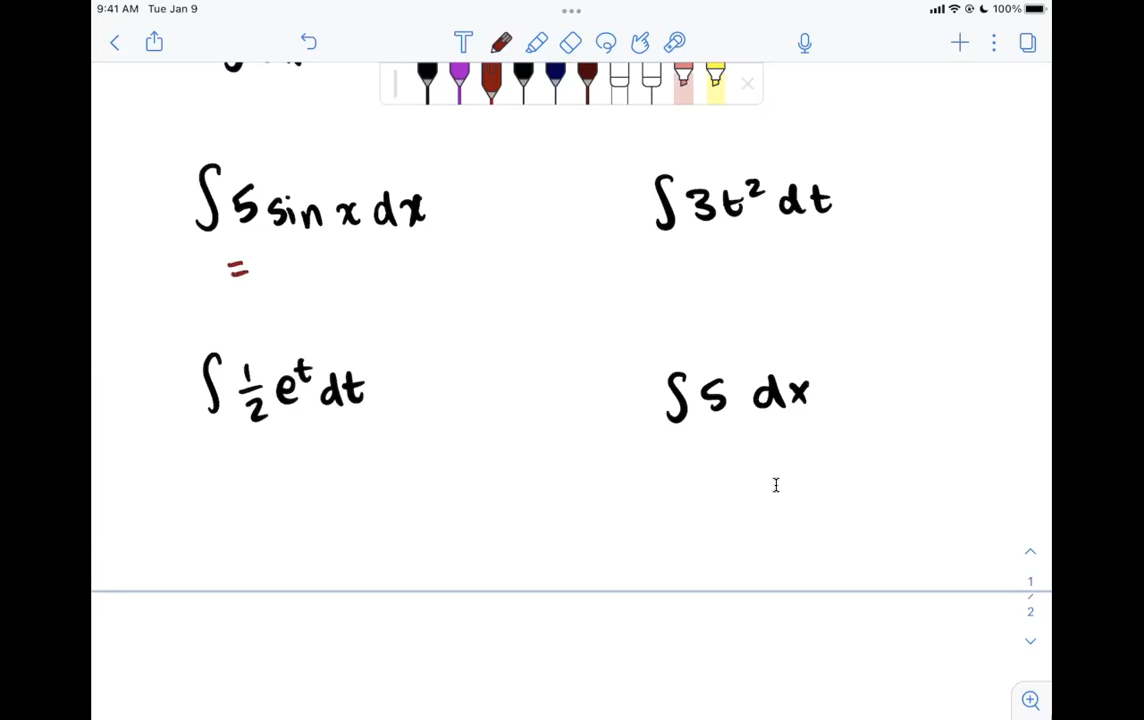 9:41 AM Tue Jan 9
100%
T
∫ 5 sin x dx
∫ 3t² dt
=
∫ ½ eᵗ dt
∫ 5 dx
1
/
2